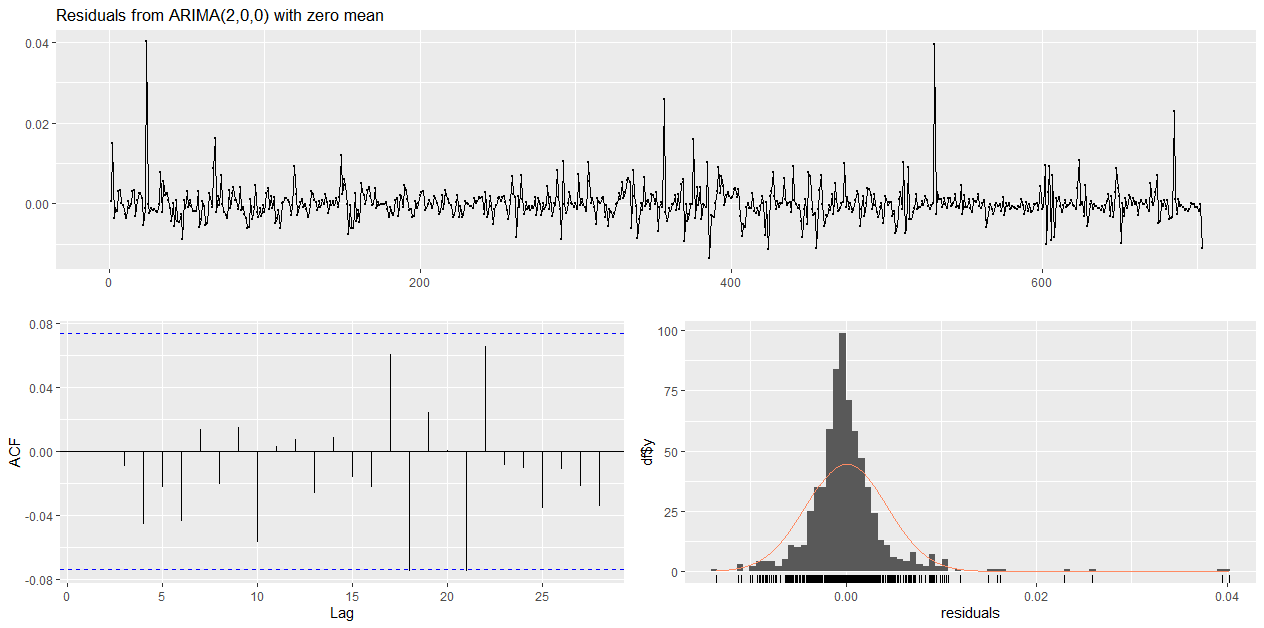 Residuals from ARIMA(2,0,0) with zero mean
0.04
0.02
0.00
0 200 400 600
0.08
0.04
0.00
-0.04
-0.08
ACF
0 5 10 15 20 25
Lag
100
75
50
25
0
df$y
0.00 0.02 0.04
residuals